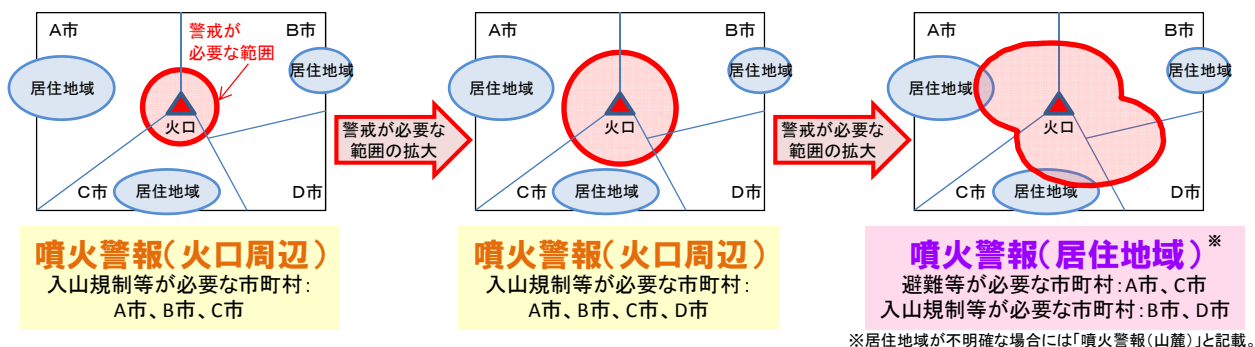 A市
B市
警戒が
必要な範囲
居住地域
居住地域
火口
C市
居住地域
D市
警戒が必要な
範囲の拡大
A市
B市
居住地域
居住地域
火口
C市
居住地域
D市
警戒が必要な
範囲の拡大
A市
B市
居住地域
居住地域
火口
C市
居住地域
D市
噴火警報(火口周辺)
入山規制等が必要な市町村:
A市、B市、C市
噴火警報(火口周辺)
入山規制等が必要な市町村:
A市、B市、C市、D市
噴火警報(居住地域)※
避難等が必要な市町村:A市、C市
入山規制等が必要な市町村:B市、D市
※居住地域が不明確な場合には「噴火警報(山麓)」と記載。